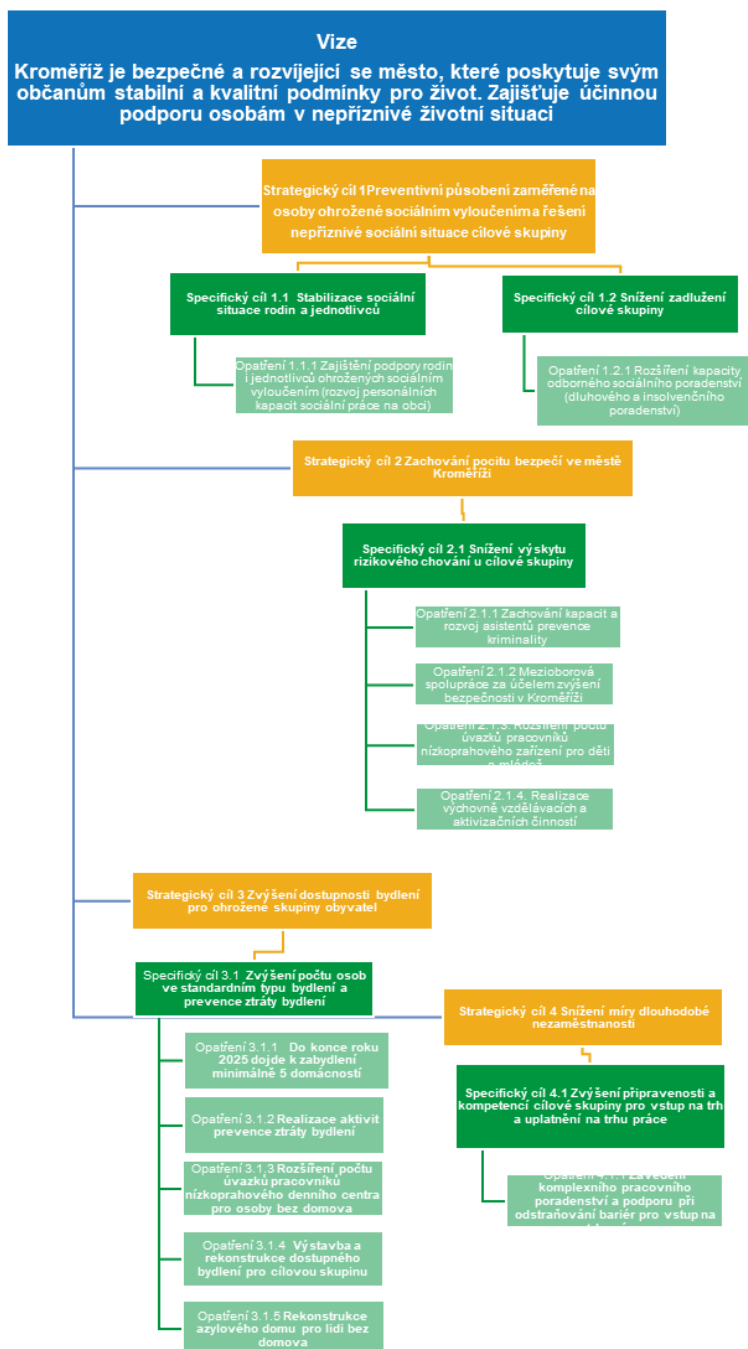 Vize
Kroměříž je bezpečné a rozvíjející se město, které poskytuje svým
občanům stabilní a kvalitní podmínky pro život. Zajišťuje účinnou
podporu osobám v nepříznivé životní situaci
Strategický cíl 1Preventivní působení zaměřené na
osoby ohrožené sociálním vyloučením a řešení
nepříznivé sociální situace cílové skupiny
Specifický cíl 1.1 Stabilizace sociální
situace rodin a jednotlivců
Opatření 1.1.1 Zajištění podpory rodin
i jednotlivců ohrožených sociálním
vyloučením (rozvoj personálních
kapacit sociální práce na obci)
Specifický cíl 1.2 Snížení zadlužení
cílové skupiny
Opatření 1.2.1 Rozšíření kapacity
odborného sociálního poradenství
(dluhového a insolvenčního
poradenství)
Strategický cíl 2 Zachování pocitu bezpečí ve městě
Kroměříži
Specifický cíl 2.1 Snížení výskytu
rizikového chování u cílové skupiny
Opatření 2.1.1 Zachování kapacit a
rozvoj asistentů prevence
kriminality
Opatření 2.1.2 Mezioborová
spolupráce za účelem zvýšení
bezpečnosti v Kroměříži
Opatření 2.1.3. Rozšíření počtu
úvazků pracovníků
nízkoprahového zařízení pro děti
a mládež
Opatření 2.1.4. Realizace
výchovně vzdělávacích a
aktivizačních činností
Strategický cíl 3 Zvýšení dostupnosti bydlení
pro ohrožené skupiny obyvatel
Specifický cíl 3.1 Zvýšení počtu osob
ve standardním typu bydlení a
prevence ztráty bydlení
Opatření 3.1.1 Do konce roku
2025 dojde k zabydlení
minimálně 5 domácností
Opatření 3.1.2 Realizace aktivit
prevence ztráty bydlení
Opatření 3.1,3 Rozšíření počtu
úvazků pracovníků
nízkoprahového denního centra
pro osoby bez domova
Opatření 3.1.4 Výstavba a
rekonstrukce dostupného
bydlení pro cílovou skupinu
Opatření 3.1.5 Rekonstrukce
azylového domu pro lidi bez
domova
Strategický cíl 4 Snížení míry dlouhodobé
nezaměstnanosti
Specifický cíl 4.1 Zvýšení připravenosti a
kompetencí cílové skupiny pro vstup na trh
a uplatnění na trhu práce
Opatření 4.1.1 Zavedení
komplexního pracovního
poradenství a podporu při
odstraňování bariér pro vstup na